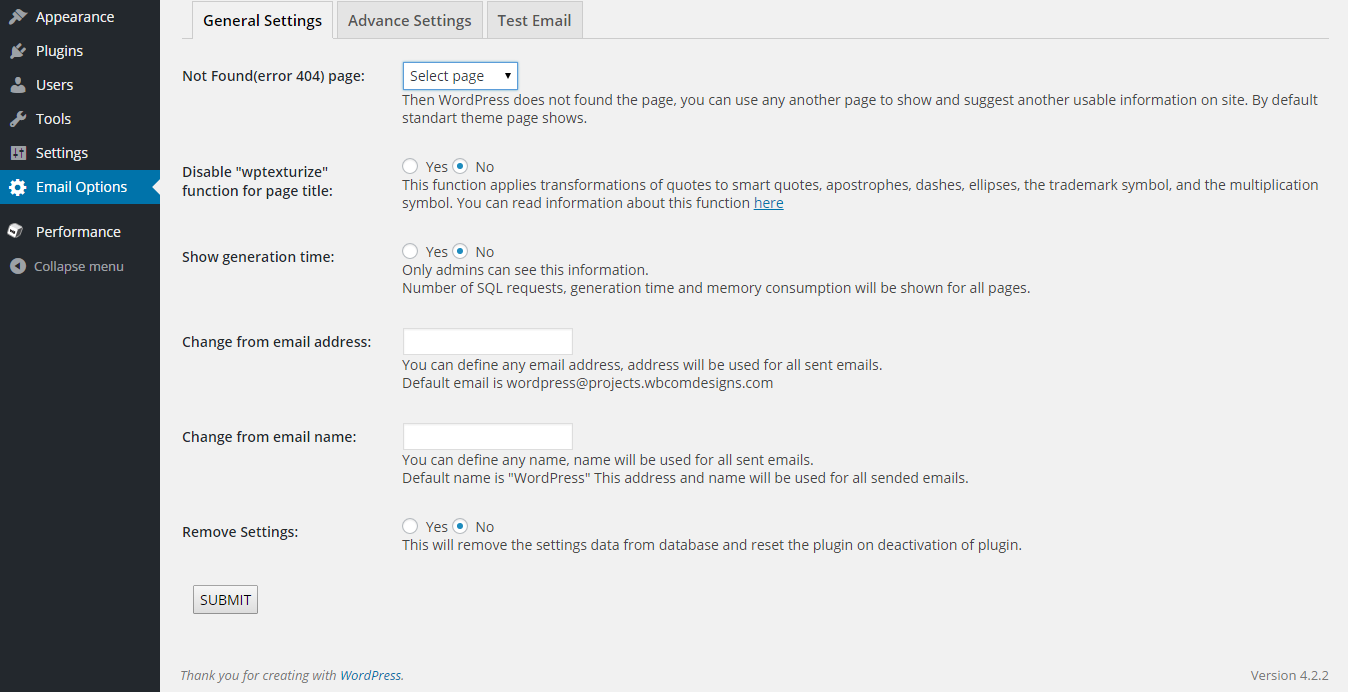 Appearance
Plugins
Users
Tools
Settings
Email Options
Performance
Collapse menu
General Settings
Advance Settings
Test Email
Not Found(error 404) page:
Select page
Then WordPress does not found the page, you can use any another page to show and suggest another usable information on site. By default
standart theme page shows.
Disable "wptexturize"
function for page title:
Yes No
This function applies transformations of quotes to smart quotes, apostrophes, dashes, ellipses, the trademark symbol, and the multiplication
symbol. You can read information about this function here
Show generation time:
Yes No
Only admins can see this information.
Number of SQL requests, generation time and memory consumption will be shown for all pages.
Change from email address:
You can define any email address, address will be used for all sent emails.
Default email is wordpress@projects.wbcomdesigns.com
Change from email name:
You can define any name, name will be used for all sent emails.
Default name is "WordPress" This address and name will be used for all sended emails.
Remove Settings:
Yes No
This will remove the settings data from database and reset the plugin on deactivation of plugin.
SUBMIT
Thank you for creating with WordPress.
Version 4.2.2